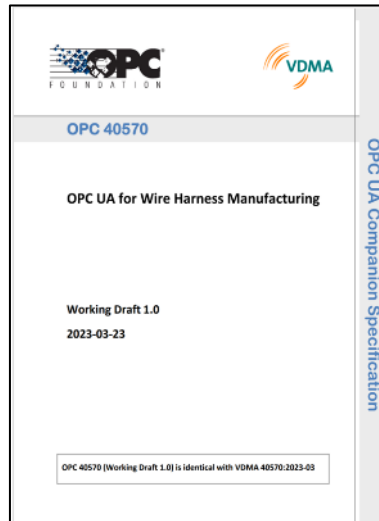 OPC
FOUNDATION
VDMA
OPC 40570
OPC UA for Wire Harness Manufacturing
Working Draft 1.0
2023-03-23
OPC 40570 (Working Draft 1.0) is identical with VDMA 40570:2023-03
OPC UA Companion Specification